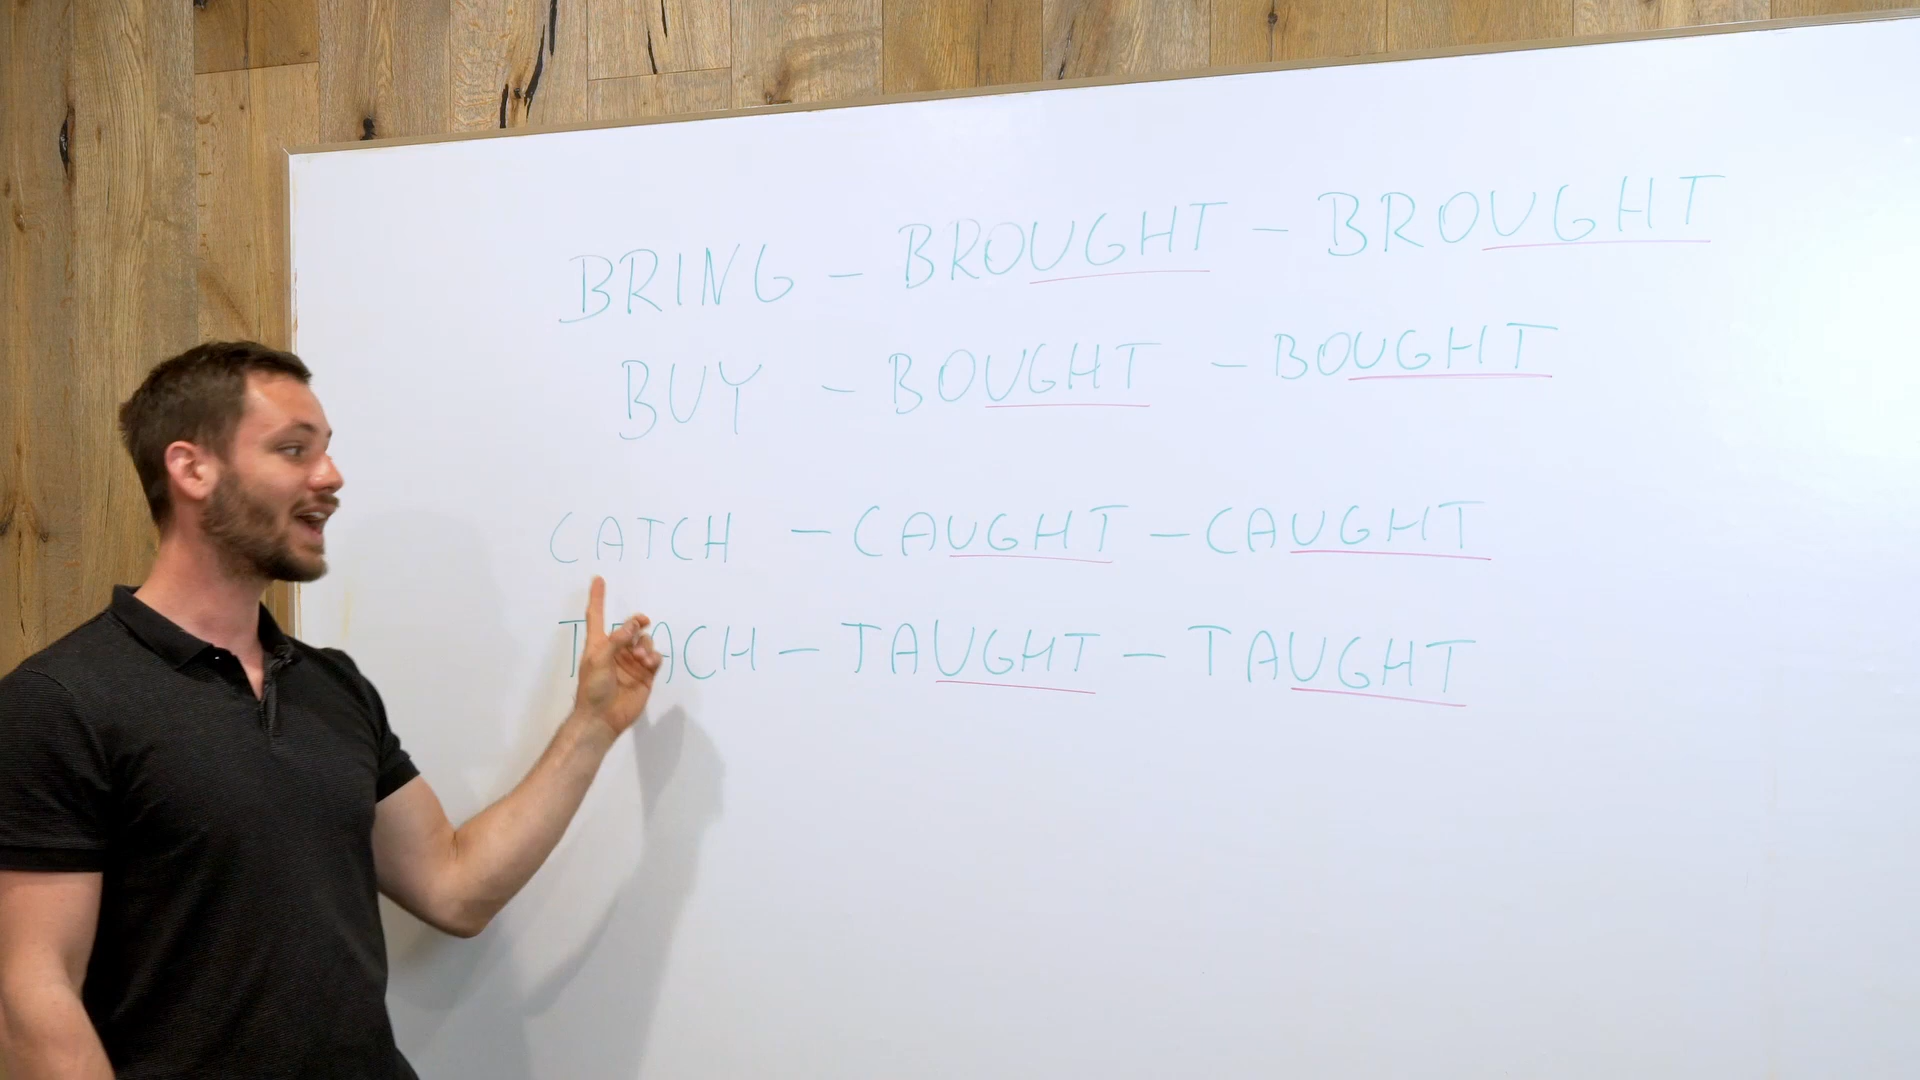 BRING - BROUGHT - BROUGHT
BUY - BOUGHT - BOUGHT
CATCH - CAUGHT - CAUGHT
TEACH - TAUGHT - TAUGHT